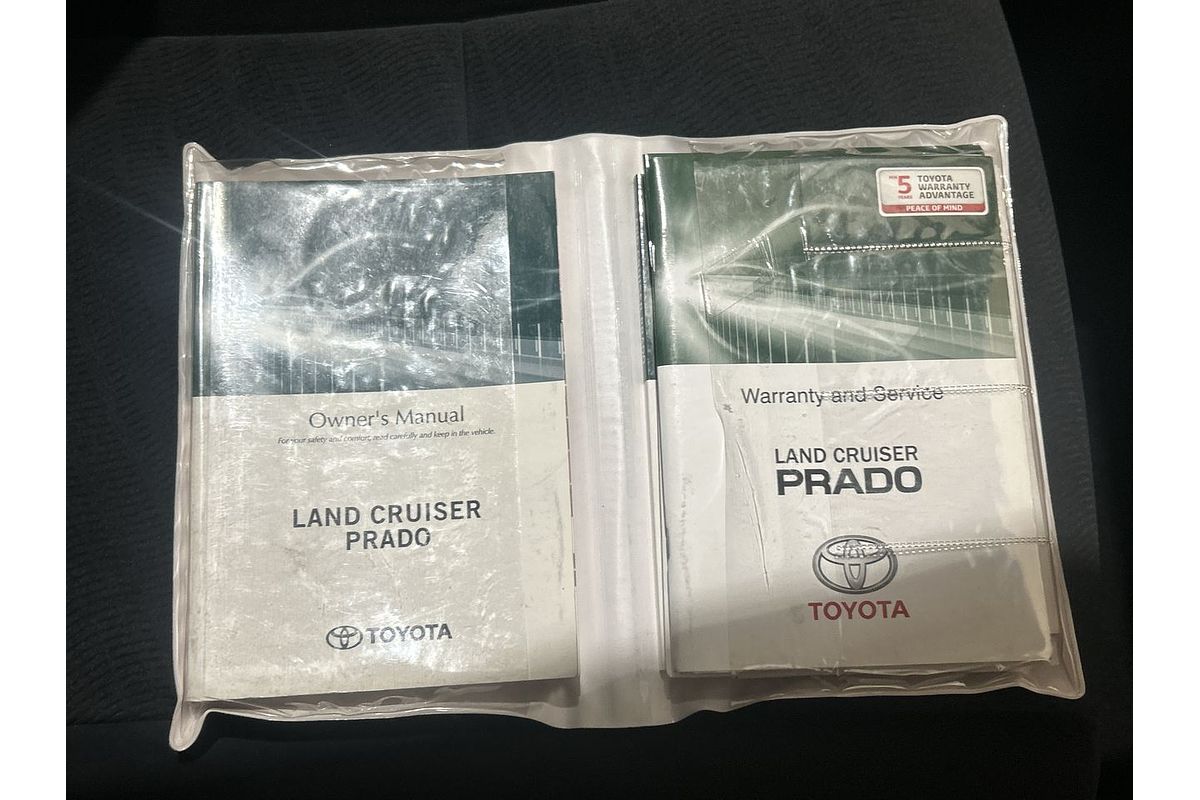 Owner's Manual
For your safety and comfort, read carefully and keep in the vehicle.
LAND CRUISER
PRADO
TOYOTA
5
YEARS
TOYOTA
WARRANTY
ADVANTAGE
PEACE OF MIND
Warranty and Service
LAND CRUISER
PRADO
TOYOTA